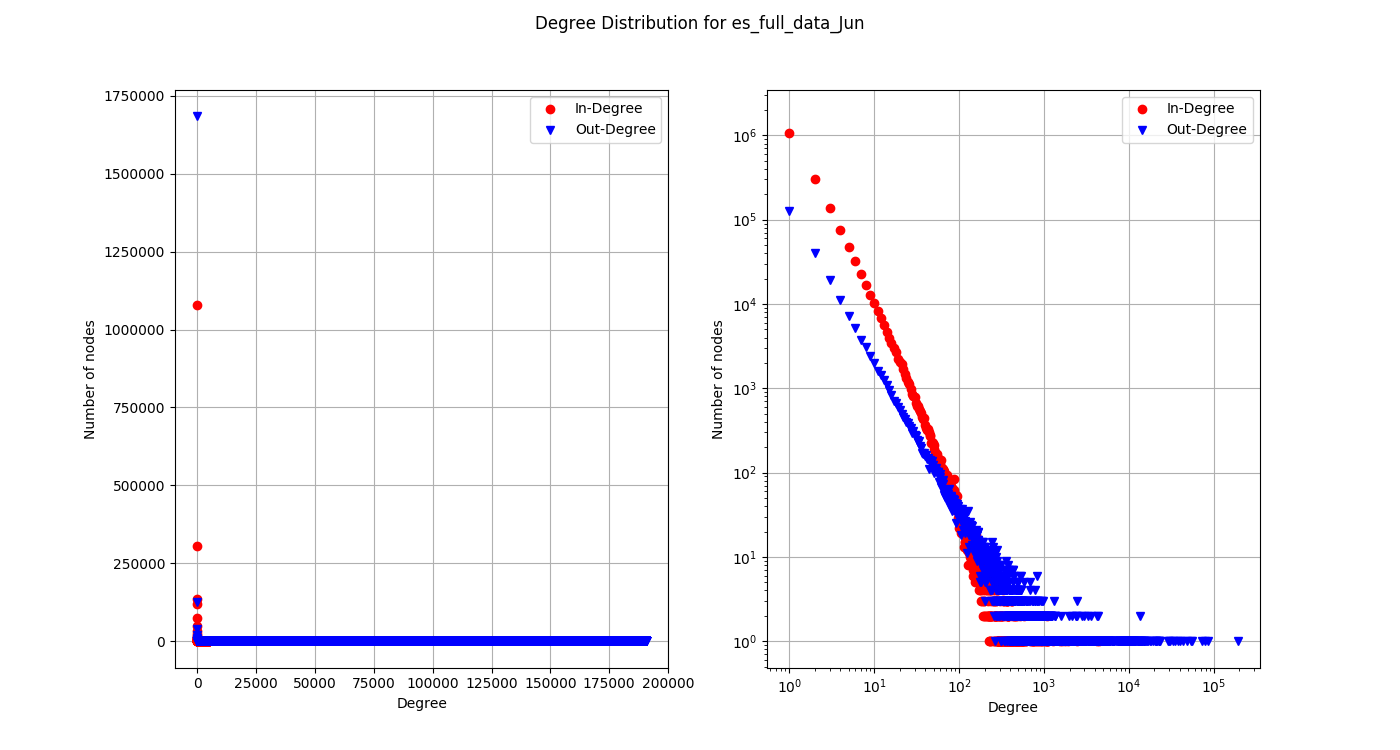 Degree Distribution for es_full_data_Jun
1750000
1500000
1250000
1000000
750000
500000
250000
0
Number of nodes
0 25000 50000 75000 100000 125000 150000 175000 200000
Degree
In-Degree
Out-Degree
10⁶
10⁵
10⁴
10³
10²
10¹
10⁰
Number of nodes
10⁰ 10¹ 10² 10³ 10⁴ 10⁵
Degree
In-Degree
Out-Degree